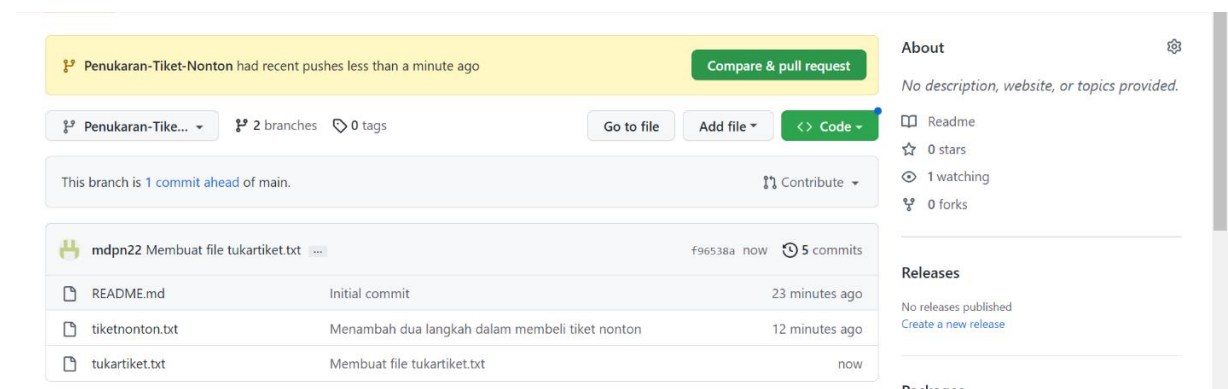 Penukaran-Tiket-Nonton had recent pushes less than a minute ago
Compare & pull request
Penukaran-Tike...
2 branches
0 tags
Go to file
Add file
<> Code
This branch is 1 commit ahead of main.
Contribute
mdpn22 Membuat file tukartiket.txt ...
f96538a now
5 commits
README.md Initial commit 23 minutes ago
tiketnonton.txt Menambah dua langkah dalam membeli tiket nonton 12 minutes ago
tukartiket.txt Membuat file tukartiket.txt now
About
No description, website, or topics provided.
Readme
0 stars
1 watching
0 forks
Releases
No releases published
Create a new release